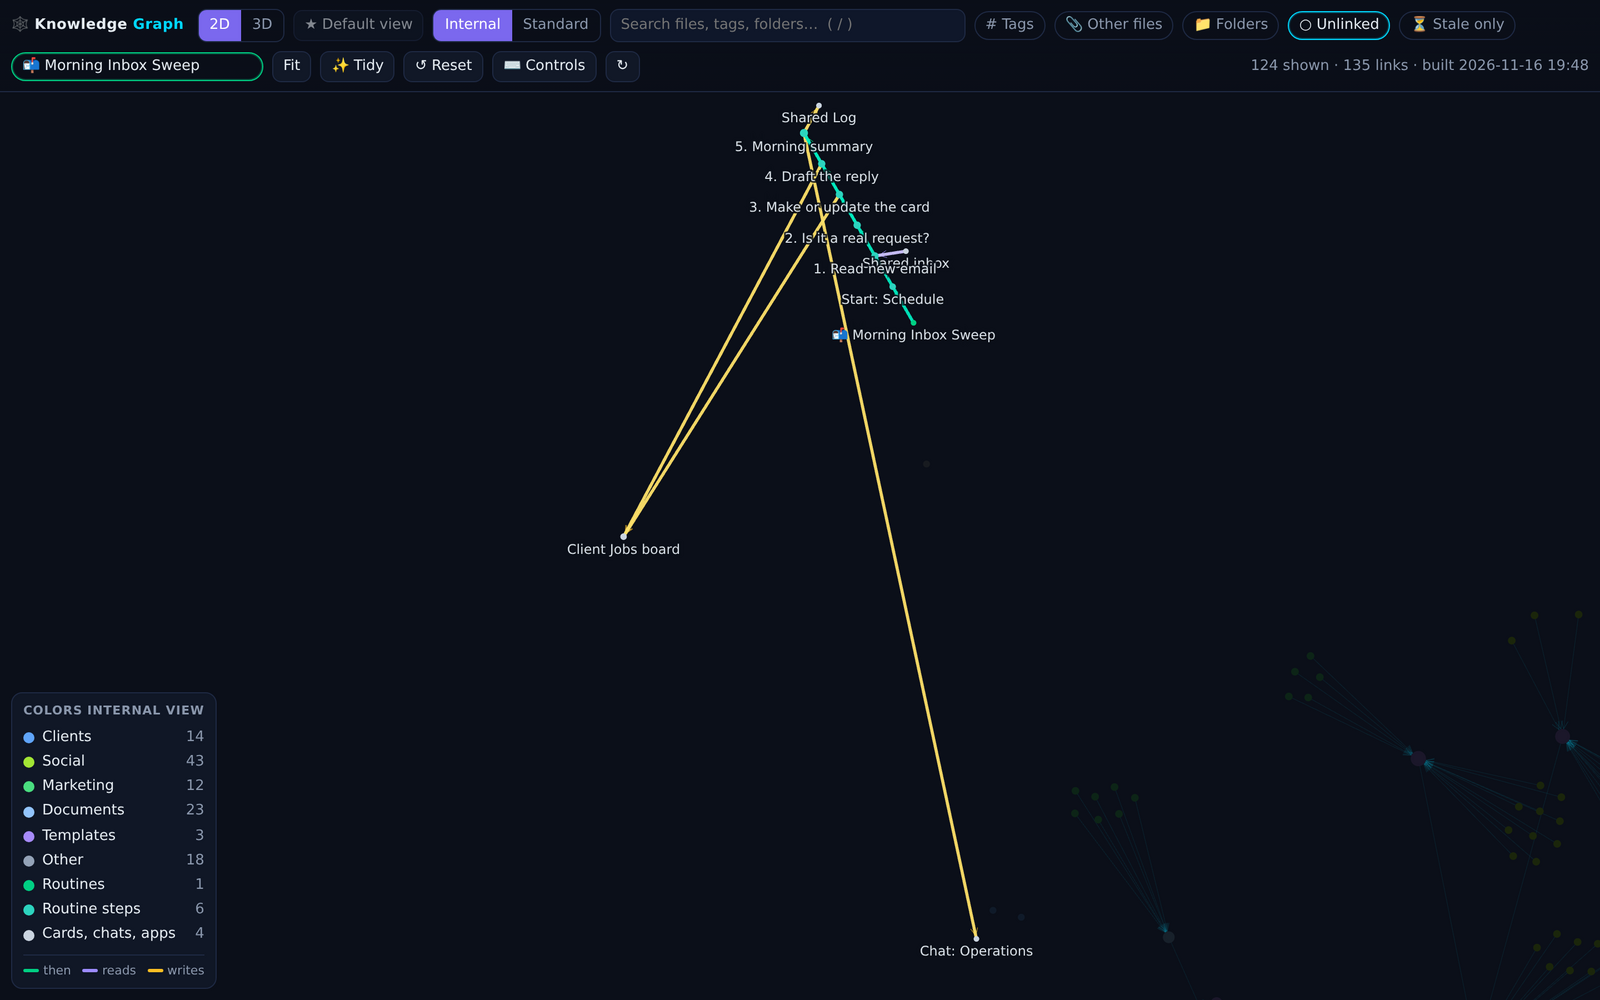 🕸 Knowledge Graph
2D 3D
★ Default view
Internal Standard
Search files, tags, folders... ( / )
# Tags
📎 Other files
📁 Folders
○ Unlinked
⏳ Stale only
📬 Morning Inbox Sweep
Fit
✨ Tidy
↺ Reset
⌨️ Controls
↻
124 shown · 135 links · built 2026-11-16 19:48
Shared Log
5. Morning summary
4. Draft the reply
3. Make or update the card
2. Is it a real request?
Shared inbox
1. Read new email
Start: Schedule
📬 Morning Inbox Sweep
Client Jobs board
Chat: Operations
COLORS INTERNAL VIEW
Clients 14
Social 43
Marketing 12
Documents 23
Templates 3
Other 18
Routines 1
Routine steps 6
Cards, chats, apps 4
then reads writes